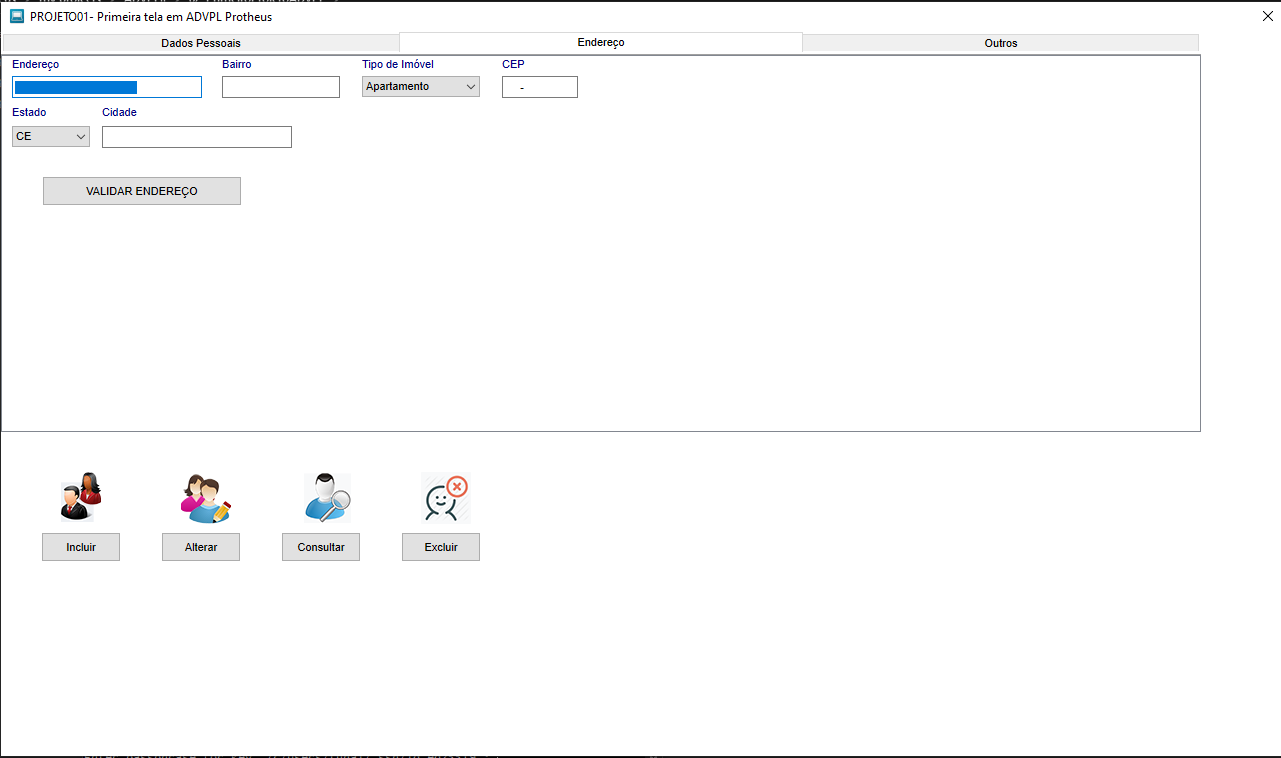 PROJETO01- Primeira tela em ADVPL Protheus
Dados Pessoais Endereço Outros
Endereço Bairro Tipo de Imóvel CEP
Apartamento -
Estado Cidade
CE
VALIDAR ENDEREÇO
Incluir Alterar Consultar Excluir